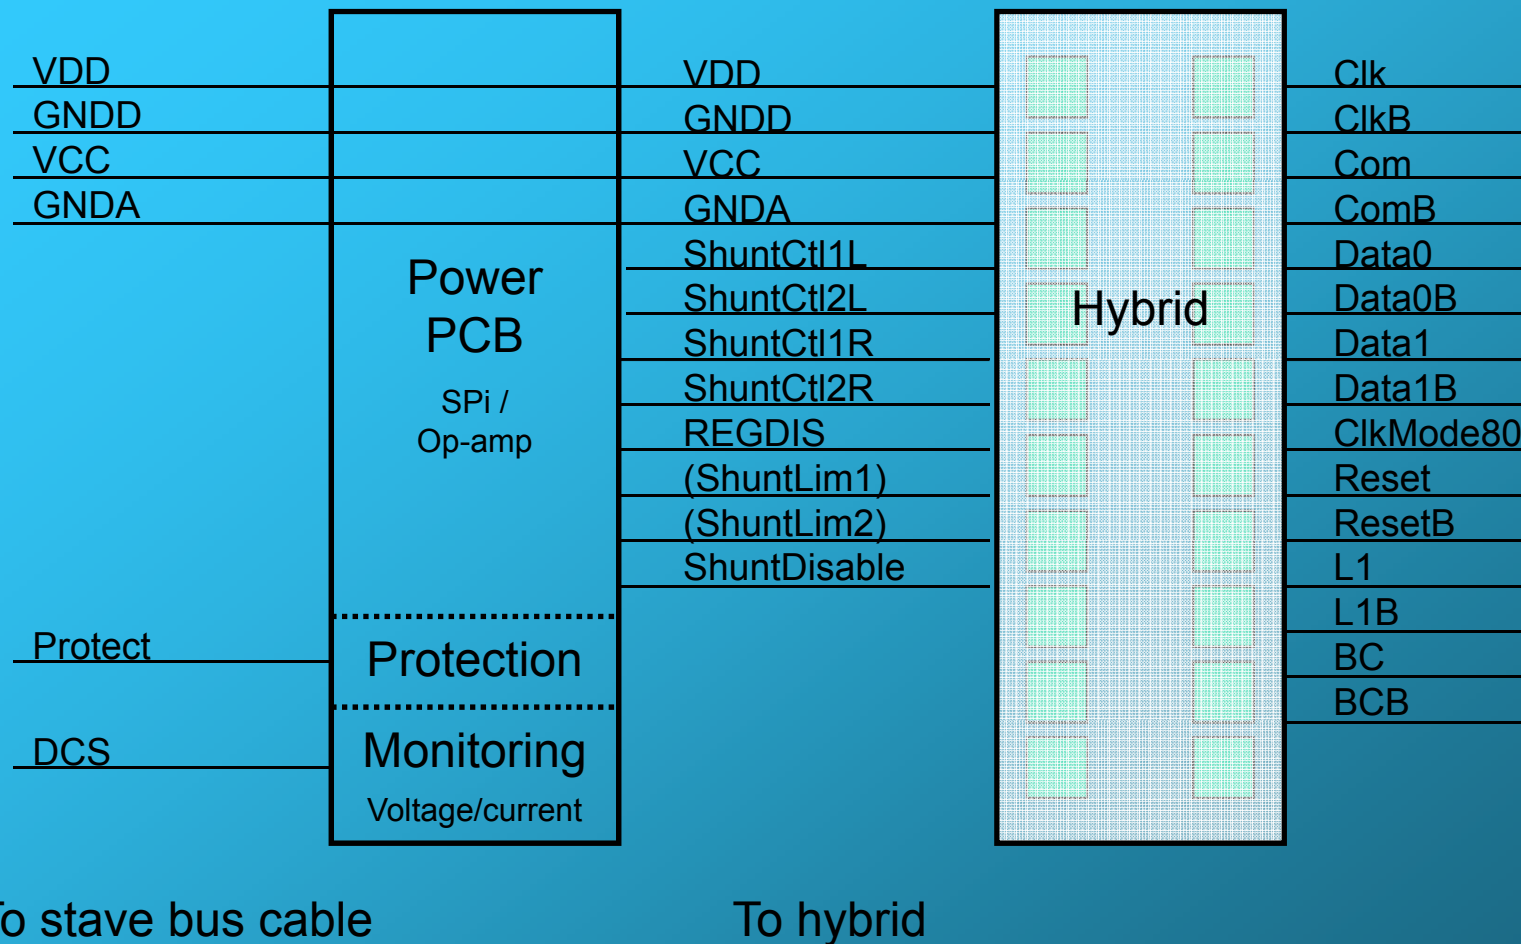 VDD
GNDD
VCC
GNDA
Protect
DCS
Power
PCB
SPi /
Op-amp
Protection
Monitoring
Voltage/current
VDD
GNDD
VCC
GNDA
ShuntCtl1L
ShuntCtl2L
ShuntCtl1R
ShuntCtl2R
REGDIS
(ShuntLim1)
(ShuntLim2)
ShuntDisable
Hybrid
Clk
ClkB
Com
ComB
Data0
Data0B
Data1
Data1B
ClkMode80
Reset
ResetB
L1
L1B
BC
BCB
To stave bus cable
To hybrid